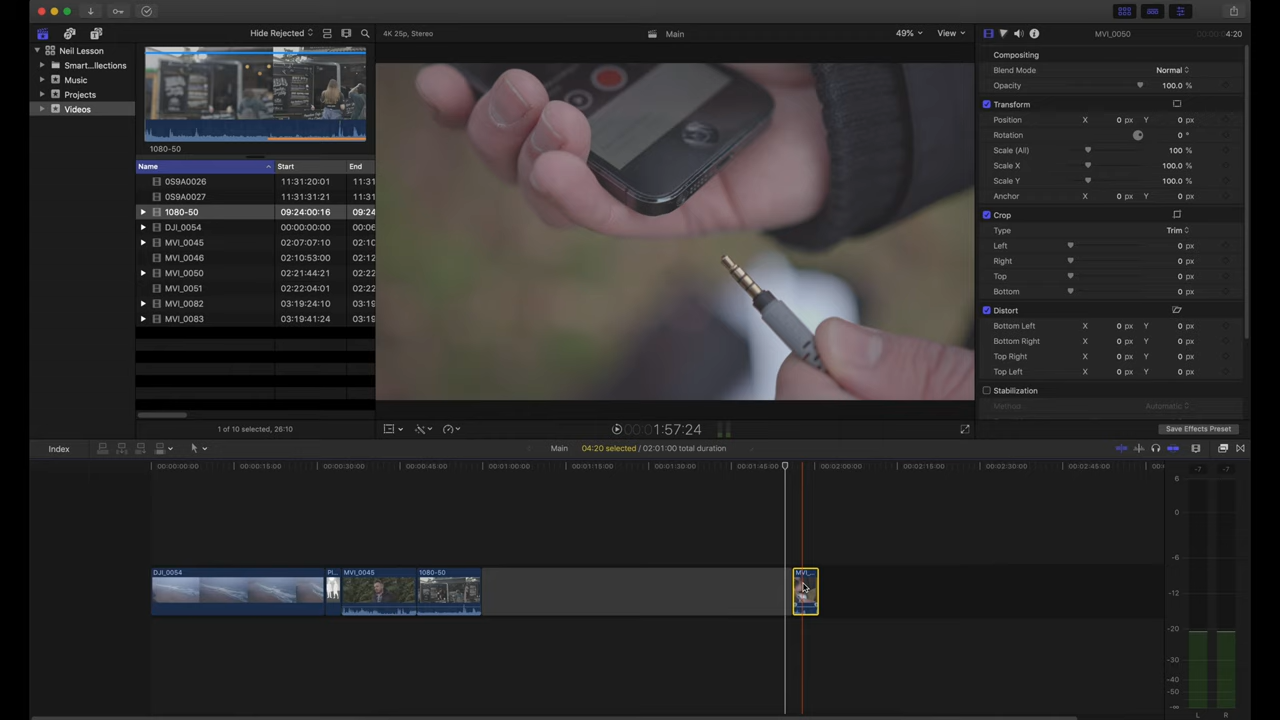 Hide Rejected
4K 25p, Stereo
Main
49%
View
MVI_0050
4:20
Neil Lesson
Smart...llections
Music
Projects
Videos
1080-50
Name
Start
End
0S9A0026
11:31:20:01
11:31
0S9A0027
11:31:21:21
11:31
1080-50
09:24:00:16
09:24
DJI_0054
00:00:00:00
00:06
MVI_0045
02:07:07:10
02:0
MVI_0046
02:10:53:00
02:1
MVI_0050
02:21:44:21
02:2
MVI_0051
02:22:04:01
02:2
MVI_0082
03:19:24:10
03:19
MVI_0083
03:19:41:24
03:19
1 of 10 selected, 26:10
00:00:01:57:24
Compositing
Blend Mode
Normal
Opacity
100.0 %
Transform
Position
X
0 px
Y
0 px
Rotation
0 °
Scale (All)
100 %
Scale X
100.0 %
Scale Y
100.0 %
Anchor
X
0 px
Y
0 px
Crop
Type
Trim
Left
0 px
Right
0 px
Top
0 px
Bottom
0 px
Distort
Bottom Left
X
0 px
Y
0 px
Bottom Right
X
0 px
Y
0 px
Top Right
X
0 px
Y
0 px
Top Left
X
0 px
Y
0 px
Stabilization
Method
Automatic
Save Effects Preset
Index
Main
04:20 selected / 02:01:00 total duration
00:00:00:00
00:00:15:00
00:00:30:00
00:00:45:00
00:01:00:00
00:01:15:00
00:01:30:00
00:01:45:00
00:02:00:00
00:02:15:00
00:02:30:00
00:02:45:00
-7
-7
6
0
-6
-12
-20
-30
-40
-50
-∞
L
R
DJI_0054
Pl...
MVI_0045
1080-50
MVI_...